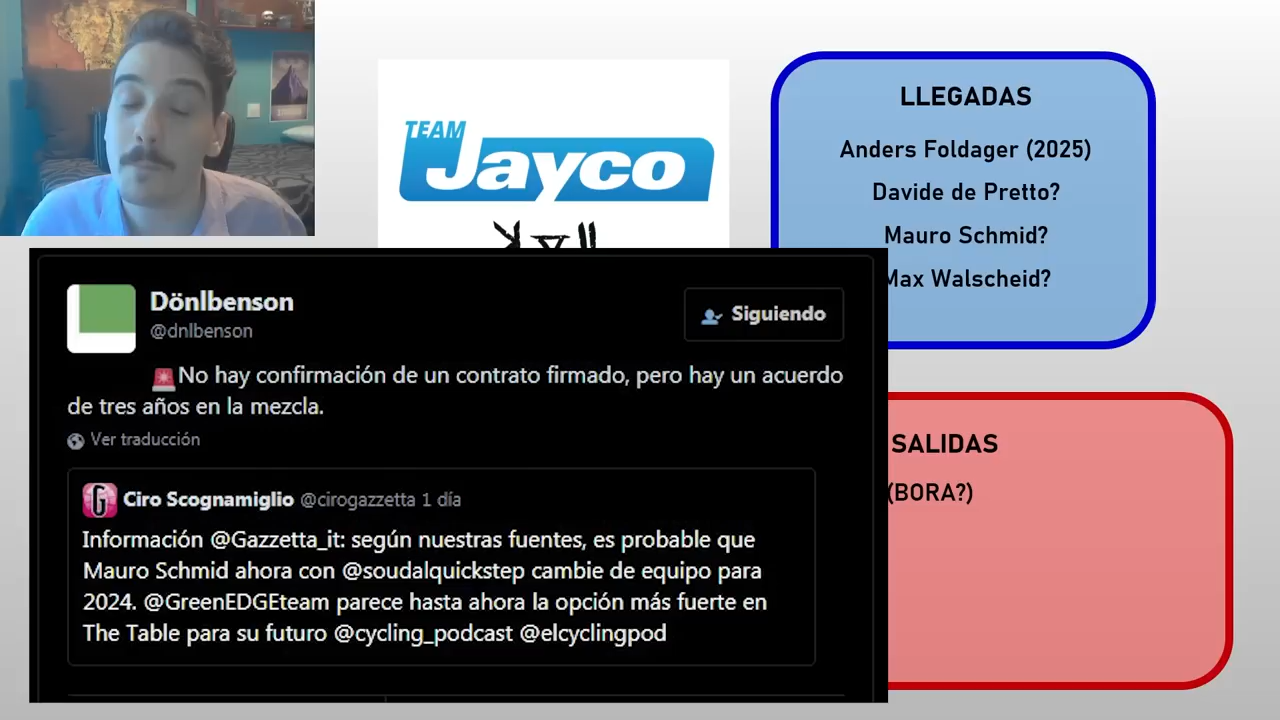 TEAM
Jayco
LLEGADAS
Anders Foldager (2025)
Davide de Pretto?
Mauro Schmid?
Max Walscheid?
SALIDAS
(BORA?)
Dönlbenson
@dnlbenson
Siguiendo
🚨No hay confirmación de un contrato firmado, pero hay un acuerdo
de tres años en la mezcla.
Ver traducción
Ciro Scognamiglio @cirogazzetta 1 día
Información @Gazzetta_it: según nuestras fuentes, es probable que
Mauro Schmid ahora con @soudalquickstep cambie de equipo para
2024. @GreenEDGEteam parece hasta ahora la opción más fuerte en
The Table para su futuro @cycling_podcast @elcyclingpod